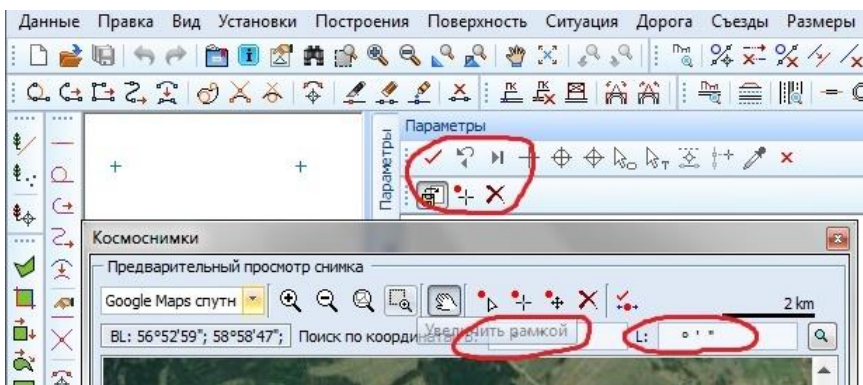 Данные Правка Вид Установки Построения Поверхность Ситуация Дорога Съезды Размеры
Параметры
Параметры
Космоснимки
Предварительный просмотр снимка
Google Maps спутн
2 km
BL: 56°52'59"; 58°58'47"; Поиск по координатам B: L: ° ' "
Увеличить рамкой